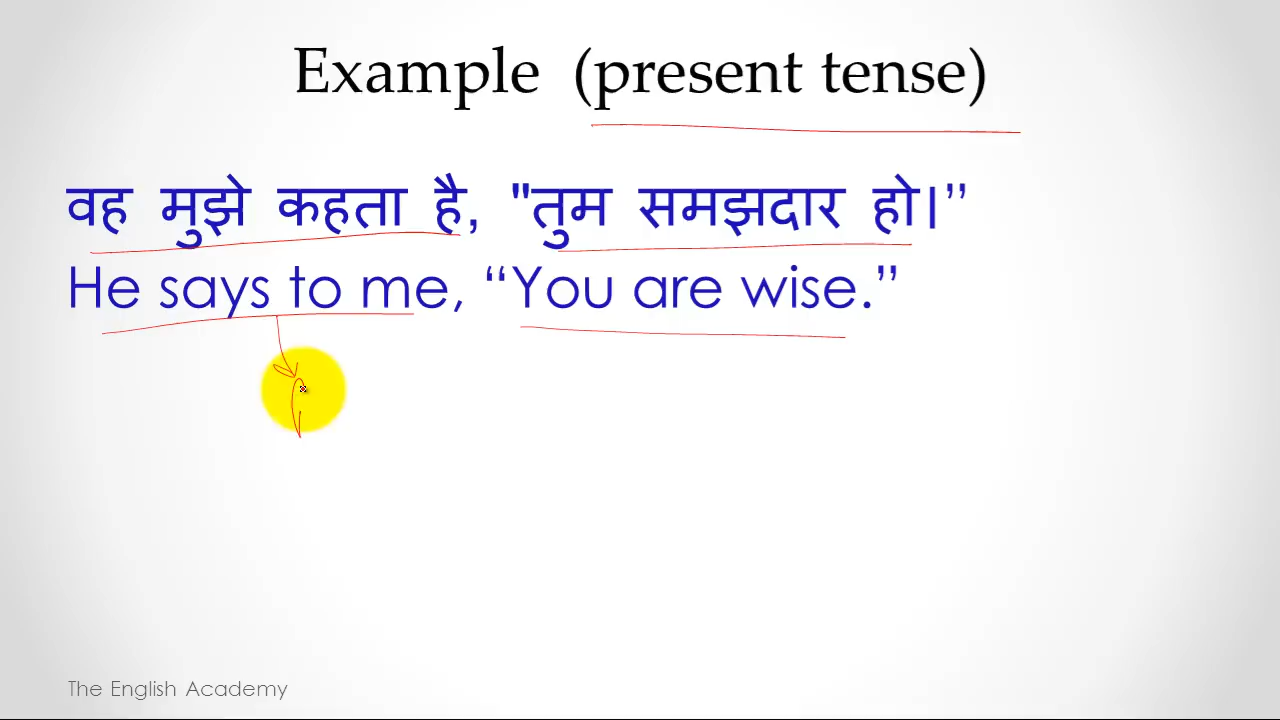 Example (present tense)
वह मुझे कहता है, "तुम समझदार हो।”
He says to me, “You are wise.”
The English Academy